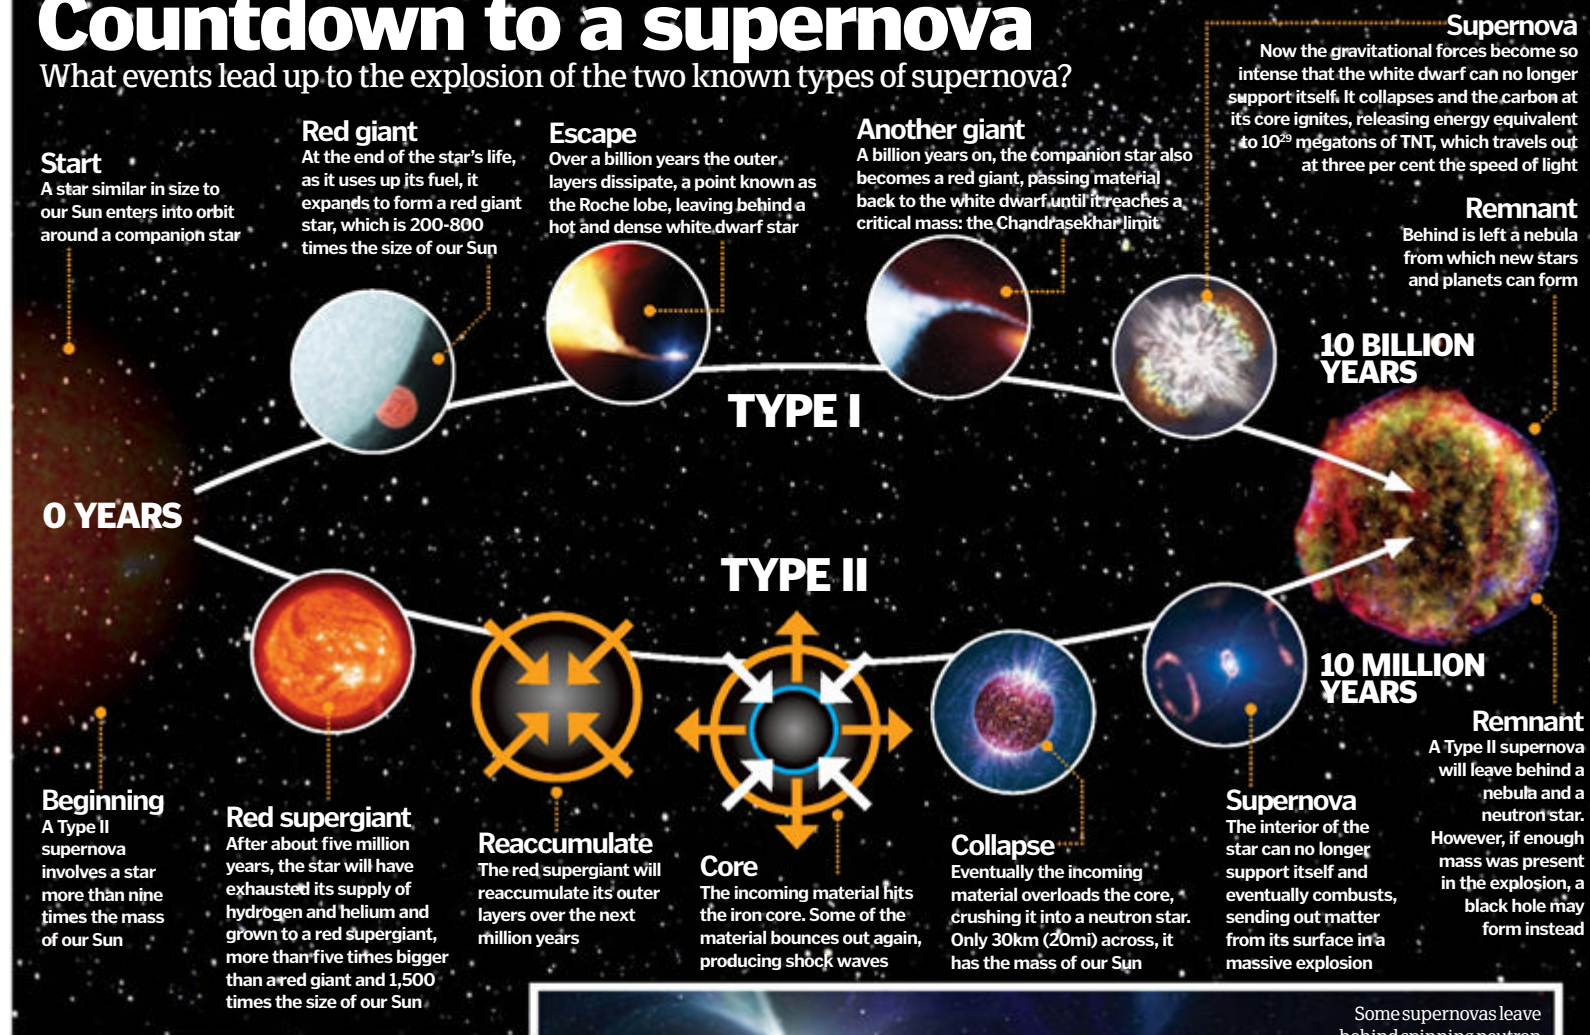 Countdown to a supernova
What events lead up to the explosion of the two known types of supernova?
Start
A star similar in size to
our Sun enters into orbit
around a companion star
Red giant
At the end of the star's life,
as it uses up its fuel, it
expands to form a red giant
star, which is 200-800
times the size of our Sun
Escape
Over a billion years the outer
layers dissipate, a point known as
the Roche lobe, leaving behind a
hot and dense white dwarf star
Another giant
A billion years on, the companion star also
becomes a red giant, passing material
back to the white dwarf until it reaches a
critical mass: the Chandrasekhar limit
Supernova
Now the gravitational forces become so
intense that the white dwarf can no longer
support itself. It collapses and the carbon at
its core ignites, releasing energy equivalent
to 10²⁹ megatons of TNT, which travels out
at three per cent the speed of light
Remnant
Behind is left a nebula
from which new stars
and planets can form
10 BILLION
YEARS
TYPE I
0 YEARS
TYPE II
10 MILLION
YEARS
Beginning
A Type II
supernova
involves a star
more than nine
times the mass
of our Sun
Red supergiant
After about five million
years, the star will have
exhausted its supply of
hydrogen and helium and
grown to a red supergiant,
more than five times bigger
than a red giant and 1,500
times the size of our Sun
Reaccumulate
The red supergiant will
reaccumulate its outer
layers over the next
million years
Core
The incoming material hits
the iron core. Some of the
material bounces out again,
producing shock waves
Collapse
Eventually the incoming
material overloads the core,
crushing it into a neutron star.
Only 30km (20mi) across, it
has the mass of our Sun
Supernova
The interior of the
star can no longer
support itself and
eventually combusts,
sending out matter
from its surface in a
massive explosion
Remnant
A Type II supernova
will leave behind a
nebula and a
neutron star.
However, if enough
mass was present
in the explosion, a
black hole may
form instead
Some supernovas leave
behind spinning neutron